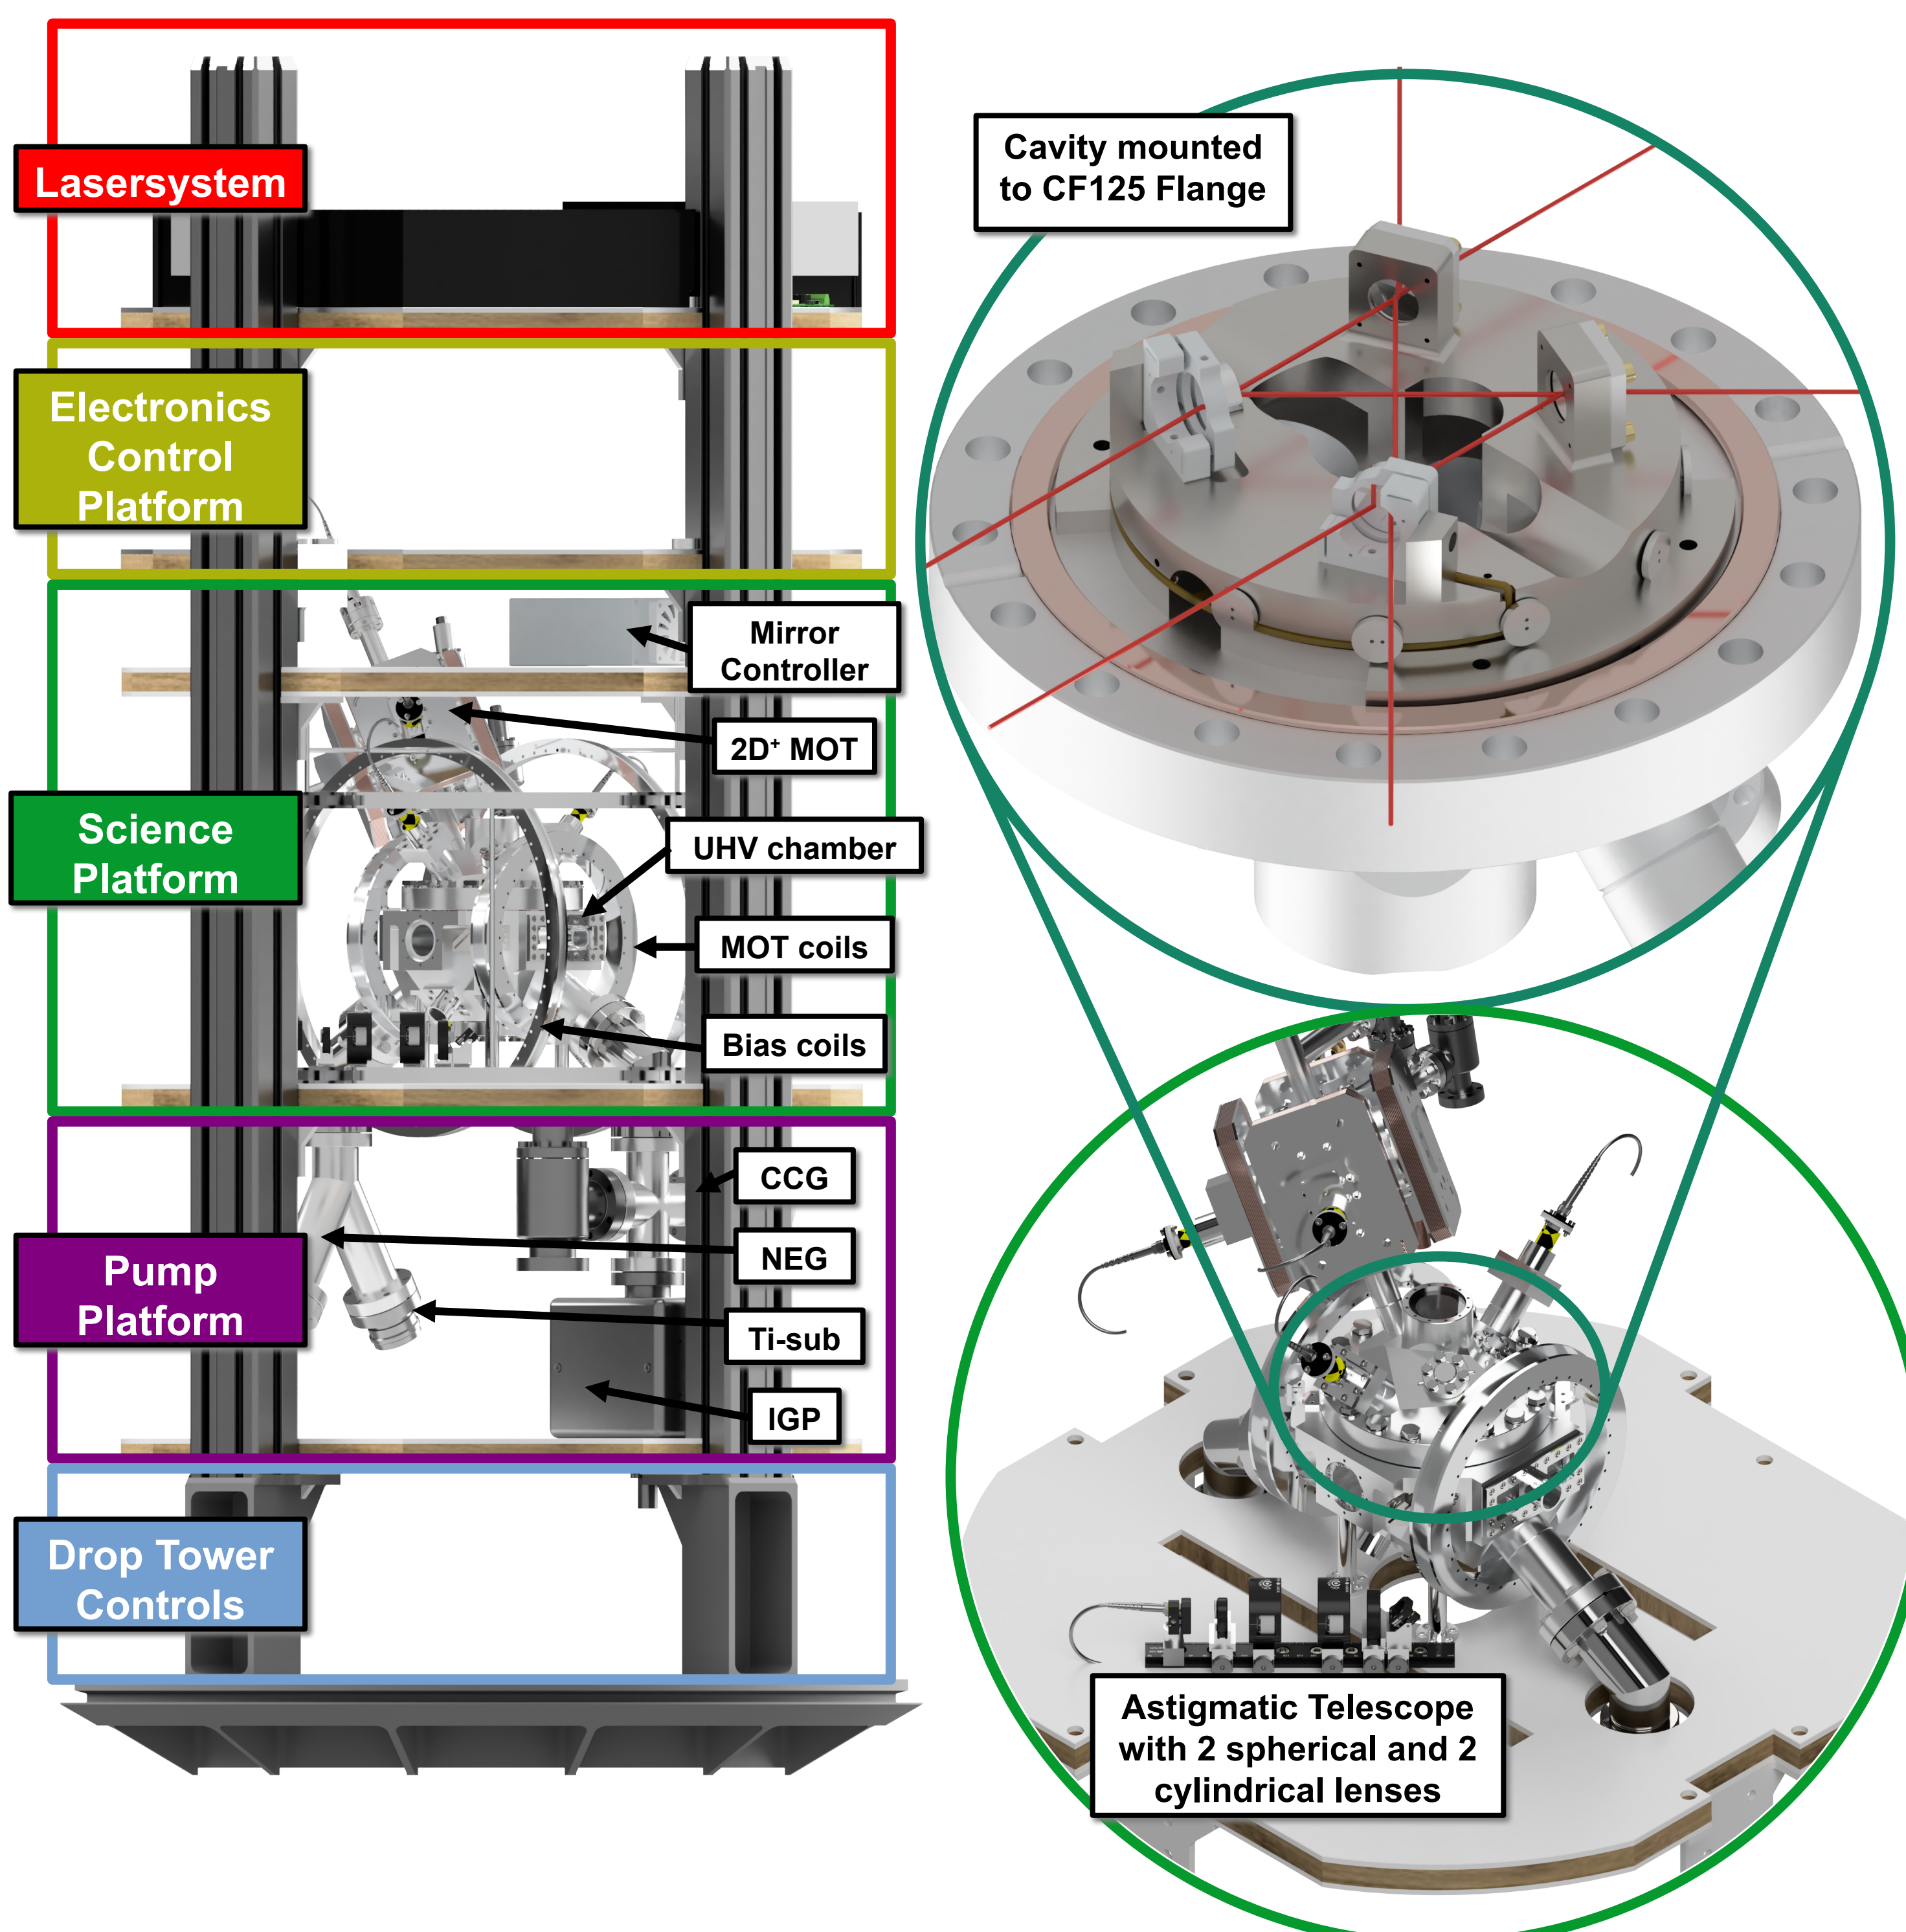 Lasersystem
Electronics
Control
Platform
Science
Platform
Pump
Platform
Drop Tower
Controls
Mirror
Controller
2D⁺ MOT
UHV chamber
MOT coils
Bias coils
CCG
NEG
Ti-sub
IGP
Cavity mounted
to CF125 Flange
Astigmatic Telescope
with 2 spherical and 2
cylindrical lenses